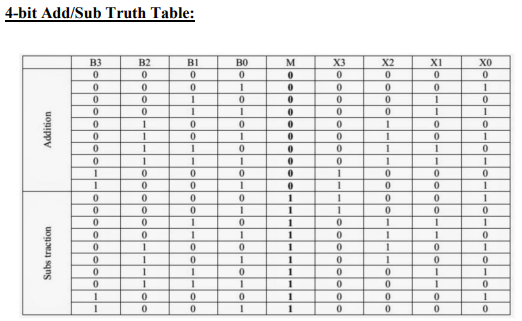 4-bit Add/Sub Truth Table:
B3 B2 B1 B0 M X3 X2 X1 X0
Addition
0 0 0 0 0 0 0 0 0
0 0 0 1 0 0 0 0 1
0 0 1 0 0 0 0 1 0
0 0 1 1 0 0 0 1 1
0 1 0 0 0 0 1 0 0
0 1 0 1 0 0 1 0 1
0 1 1 0 0 0 1 1 0
0 1 1 1 0 0 1 1 1
1 0 0 0 0 1 0 0 0
1 0 0 1 0 1 0 0 1
Subs traction
0 0 0 0 1 1 0 0 1
0 0 0 1 1 1 0 0 0
0 0 1 0 1 0 1 1 1
0 0 1 1 1 0 1 1 0
0 1 0 0 1 0 1 0 1
0 1 0 1 1 0 1 0 0
0 1 1 0 1 0 0 1 1
0 1 1 1 1 0 0 1 0
1 0 0 0 1 0 0 0 0
1 0 0 1 1 0 0 0 0